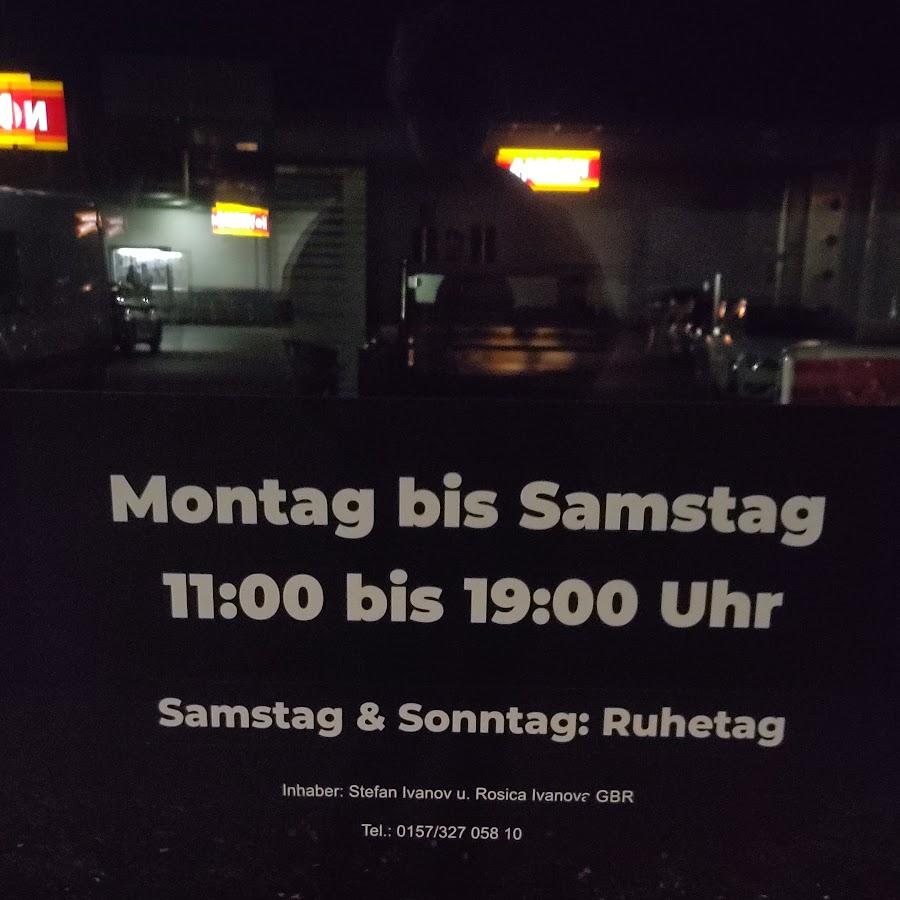 Montag bis Samstag
11:00 bis 19:00 Uhr
Samstag & Sonntag: Ruhetag
Inhaber: Stefan Ivanov u. Rosica Ivanova GBR
Tel.: 0157/327 058 10